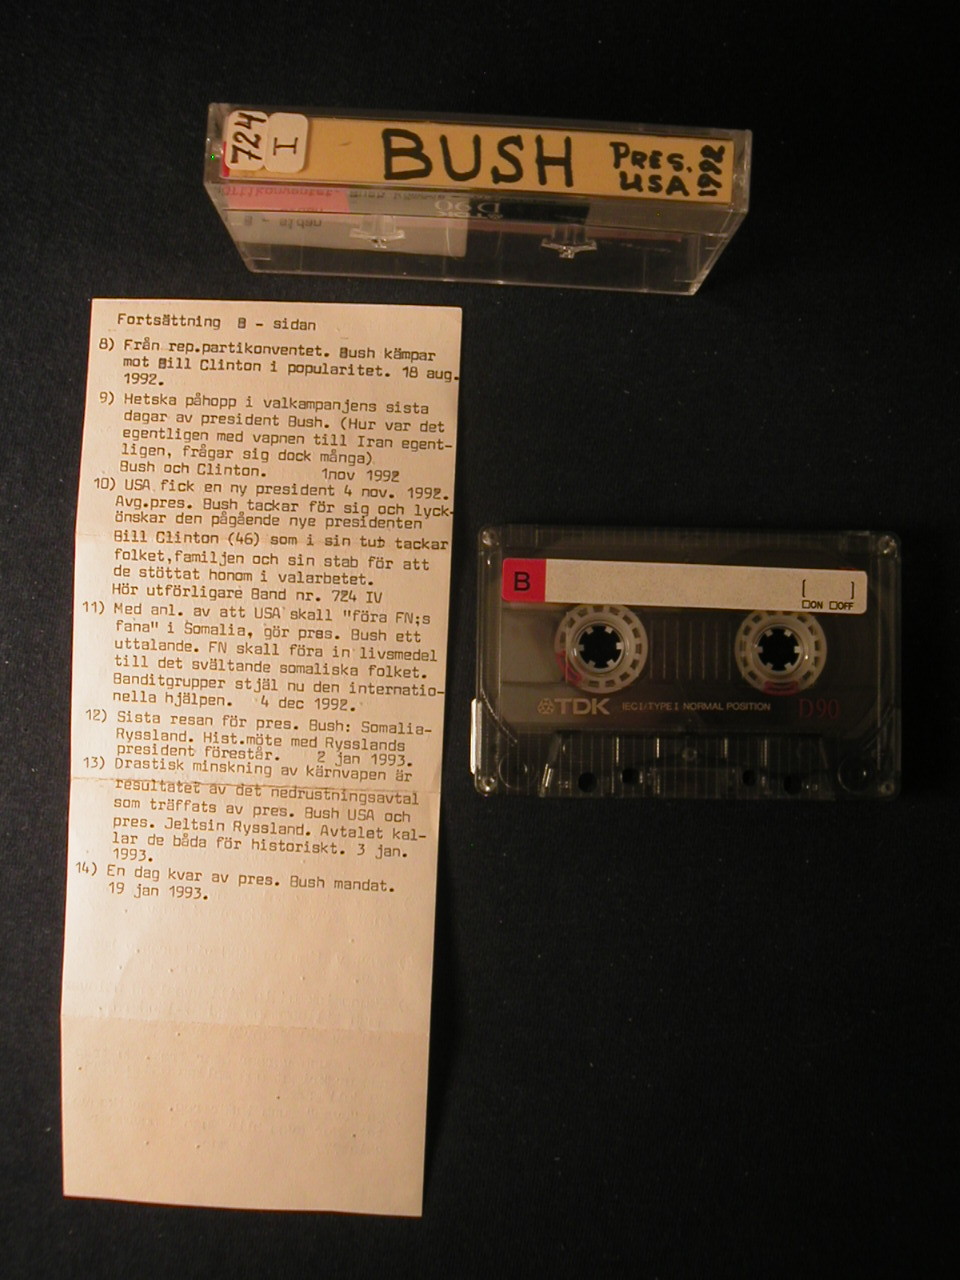 724
I
BUSH
PRES.
USA
1992
D90
B - sidan
Fortsättning B - sidan
8) Från rep.partikonventet. Bush kämpar
mot Bill Clinton i popularitet. 18 aug.
1992.
9) Hetska påhopp i valkampanjens sista
dagar av president Bush. (Hur var det
egentligen med vapnen till Iran egent-
ligen, frågar sig dock många)
Bush och Clinton. 1nov 1992
10) USA fick en ny president 4 nov. 1992.
Avg.pres. Bush tackar för sig och lyck-
önskar den pågående nye presidenten
Bill Clinton (46) som i sin tub tackar
folket,familjen och sin stab för att
de stöttat honom i valarbetet.
Hör utförligare Band nr. 724 IV
11) Med anl. av att USA skall "föra FN;s
fana" i Somalia, gör pres. Bush ett
uttalande. FN skall föra in livsmedel
till det svältande somaliska folket.
Banditgrupper stjäl nu den internatio-
nella hjälpen. 4 dec 1992.
12) Sista resan för pres. Bush: Somalia-
Ryssland. Hist.möte med Rysslands
president förestår. 2 jan 1993.
13) Drastisk minskning av kärnvapen är
resultatet av det nedrustningsavtal
som träffats av pres. Bush USA och
pres. Jeltsin Ryssland. Avtalet kal-
lar de båda för historiskt. 3 jan.
1993.
14) En dag kvar av pres. Bush mandat.
19 jan 1993.
B
[ ]
ON OFF
TDK IECI/TYPE I NORMAL POSITION D90